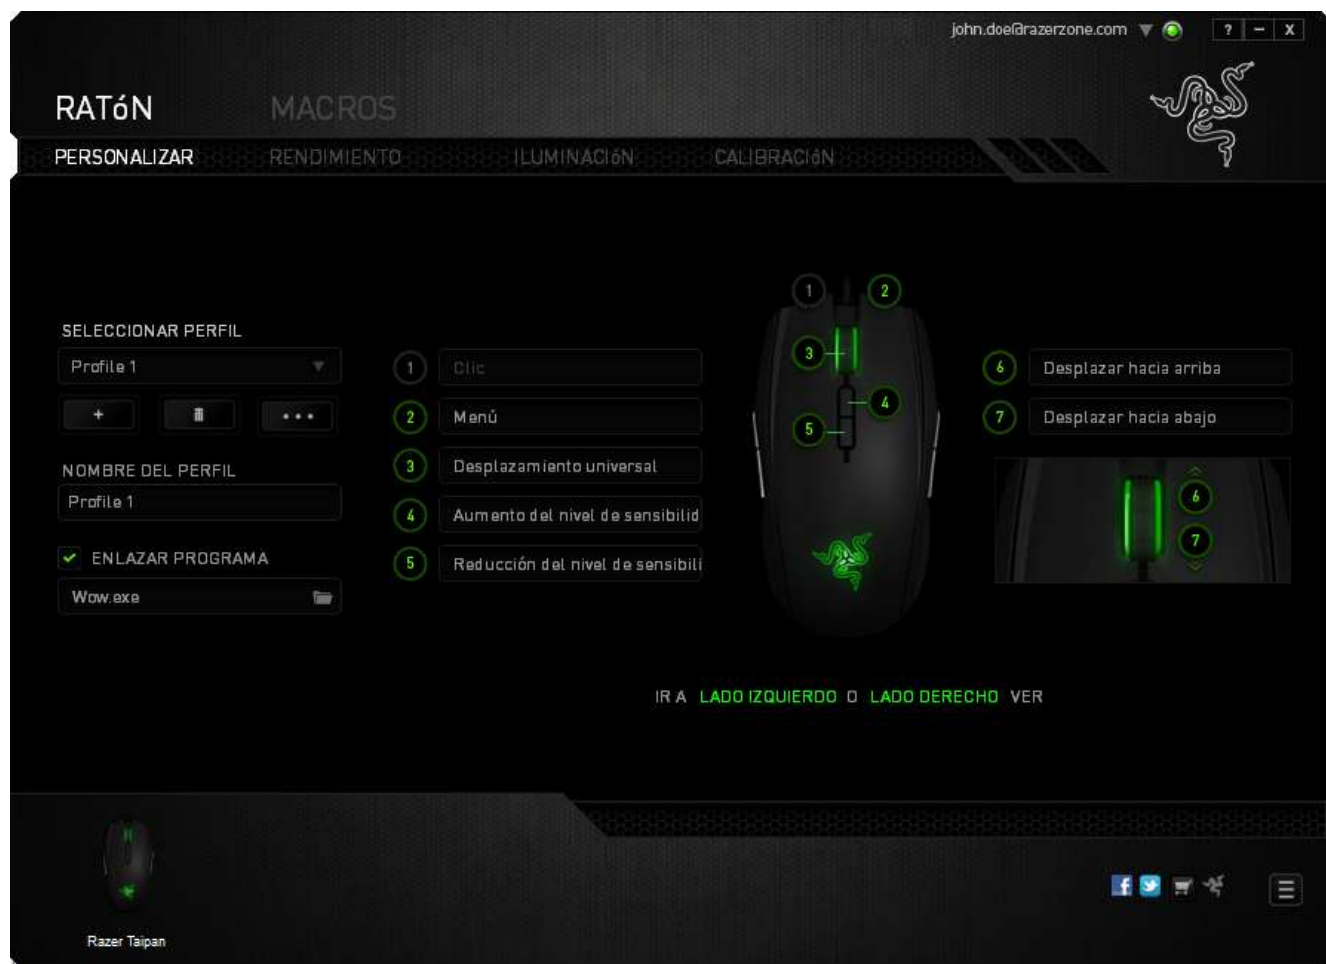 john.doe@razerzone.com
? – X
RATóN MACROS
PERSONALIZAR RENDIMIENTO ILUMINACIóN CALIBRACIóN
SELECCIONAR PERFIL
Profile 1
+ •••
NOMBRE DEL PERFIL
Profile 1
ENLAZAR PROGRAMA
Wow.exe
1 Clic
2 Menú
3 Desplazamiento universal
4 Aumento del nivel de sensibilid
5 Reducción del nivel de sensibili
1 2
3
4
5
6 Desplazar hacia arriba
7 Desplazar hacia abajo
6
7
IR A LADO IZQUIERDO O LADO DERECHO VER
Razer Taipan